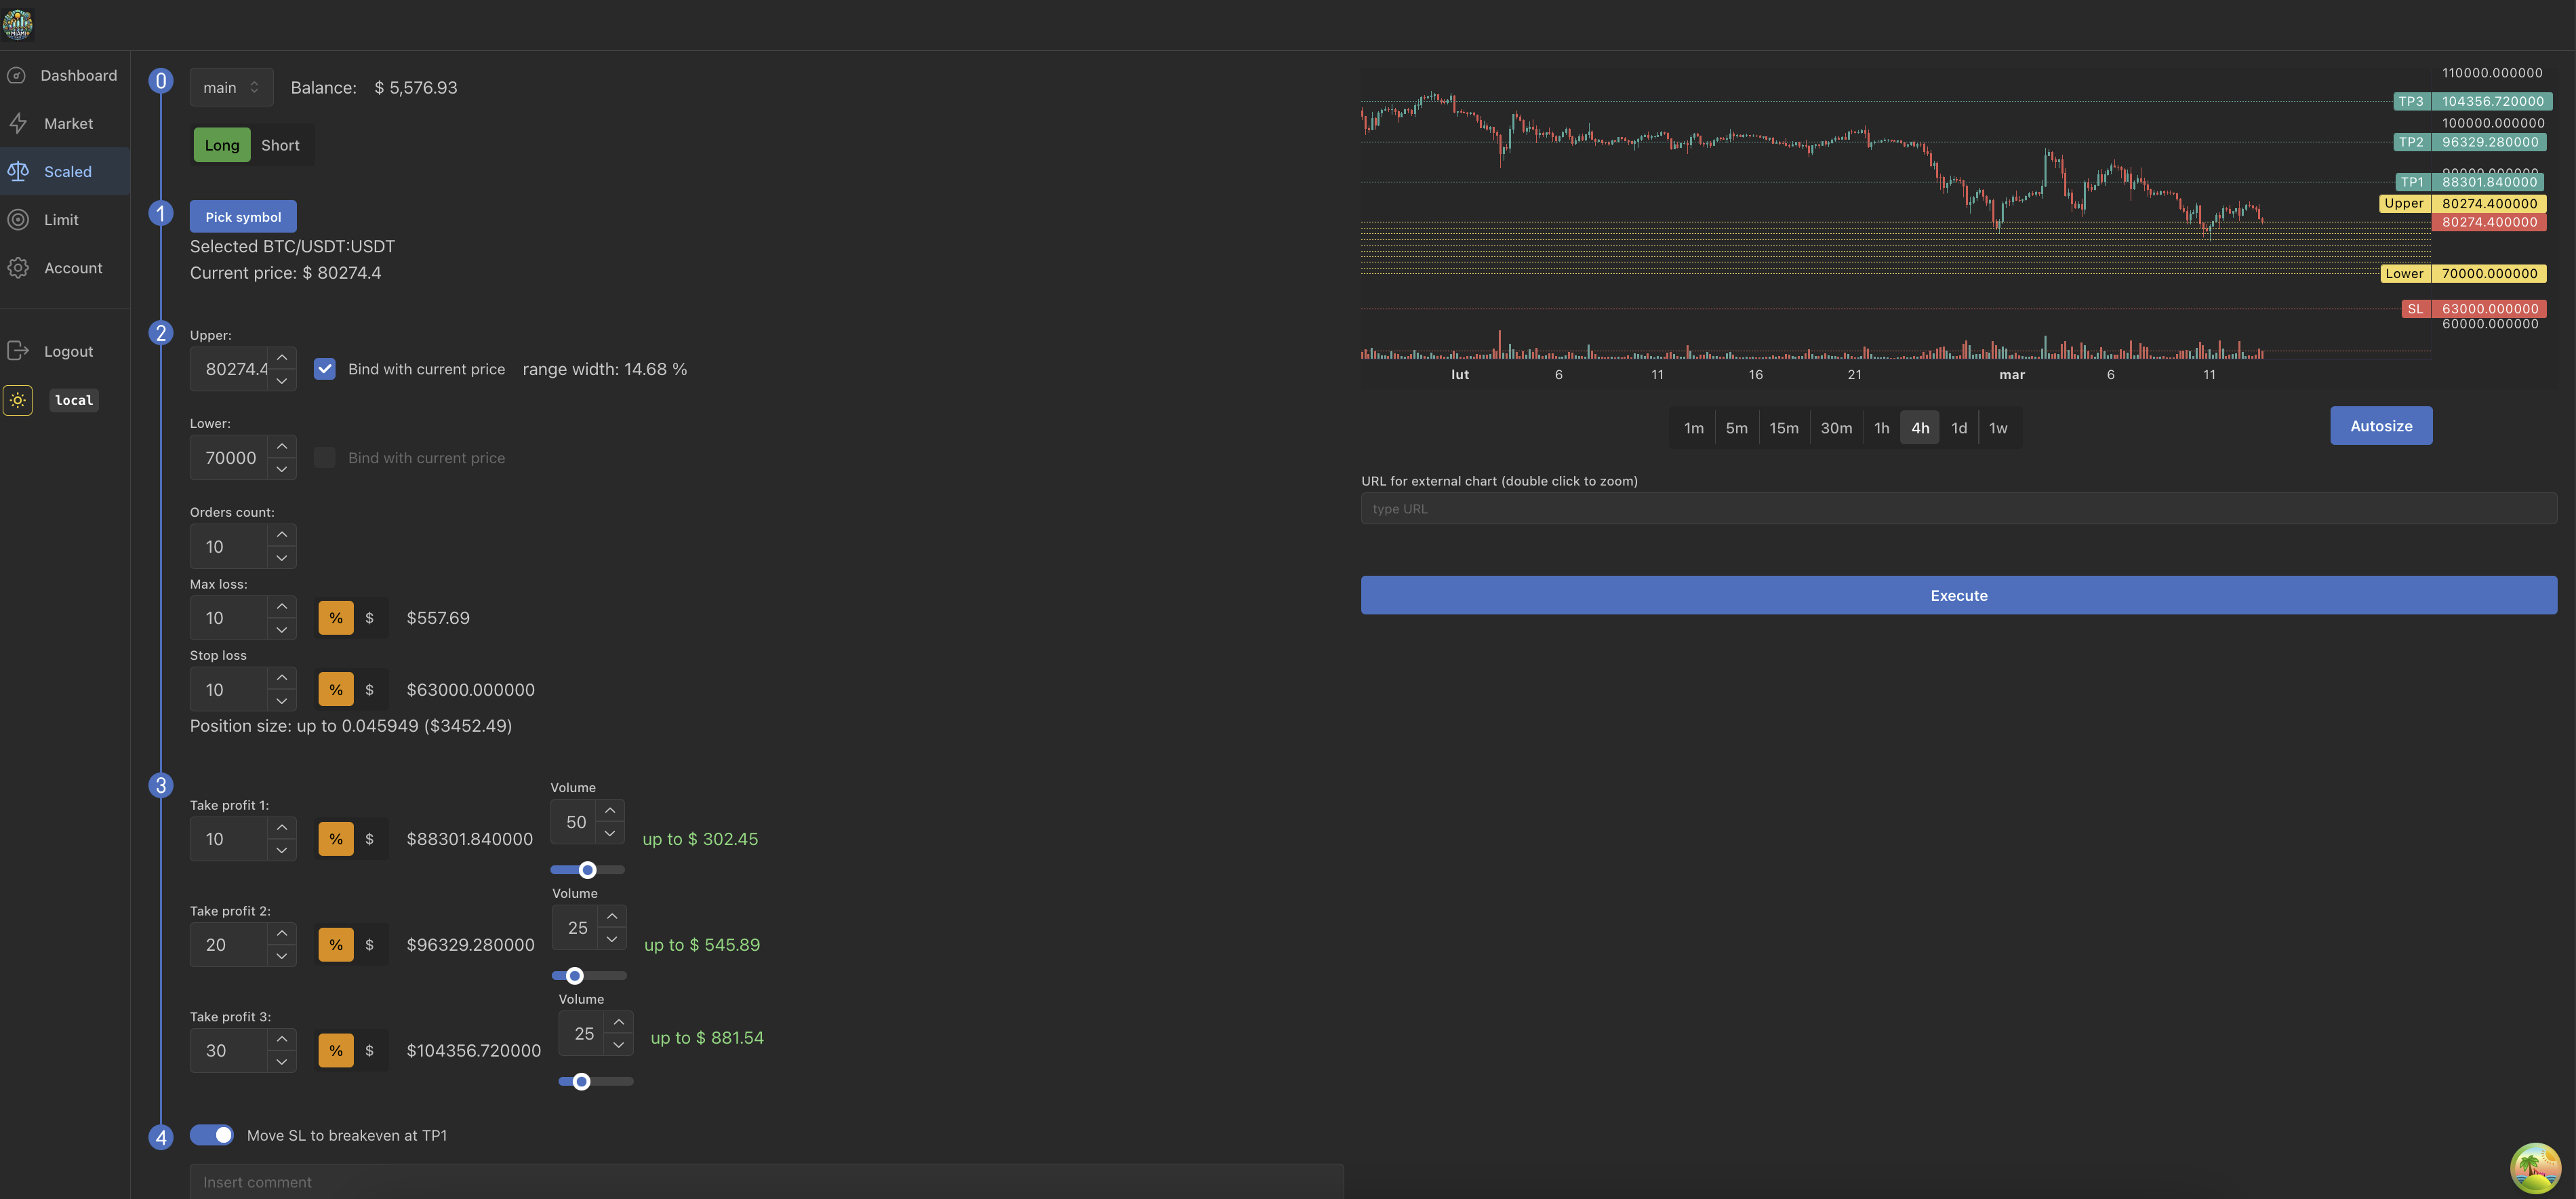 MIAMI
Dashboard
Market
Scaled
Limit
Account
Logout
local
0
main
Balance: $ 5,576.93
Long Short
1
Pick symbol
Selected BTC/USDT:USDT
Current price: $ 80274.4
2
Upper:
80274.4
Bind with current price
range width: 14.68 %
Lower:
70000
Bind with current price
Orders count:
10
Max loss:
10 % $ $557.69
Stop loss
10 % $ $63000.000000
Position size: up to 0.045949 ($3452.49)
3
Take profit 1:
10 % $ $88301.840000
Volume
50
up to $ 302.45
Take profit 2:
20 % $ $96329.280000
Volume
25
up to $ 545.89
Take profit 3:
30 % $ $104356.720000
Volume
25
up to $ 881.54
4
Move SL to breakeven at TP1
Insert comment
110000.000000
TP3 104356.720000
100000.000000
TP2 96329.280000
90000.000000
TP1 88301.840000
Upper 80274.400000
80274.400000
Lower 70000.000000
SL 63000.000000
60000.000000
lut 6 11 16 21 mar 6 11
1m 5m 15m 30m 1h 4h 1d 1w
Autosize
URL for external chart (double click to zoom)
type URL
Execute